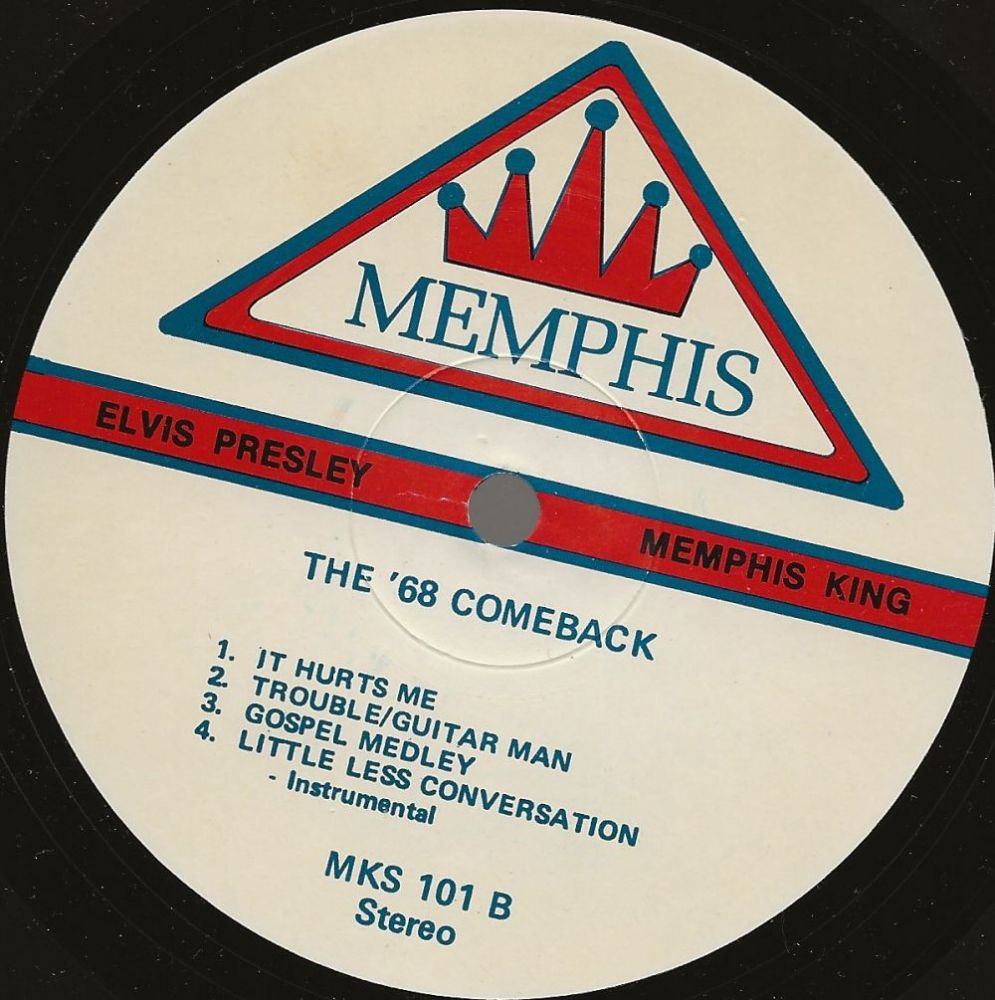 MEMPHIS
ELVIS PRESLEY
MEMPHIS KING
THE '68 COMEBACK
1. IT HURTS ME
2. TROUBLE/GUITAR MAN
3. GOSPEL MEDLEY
4. LITTLE LESS CONVERSATION
- Instrumental
MKS 101 B
Stereo